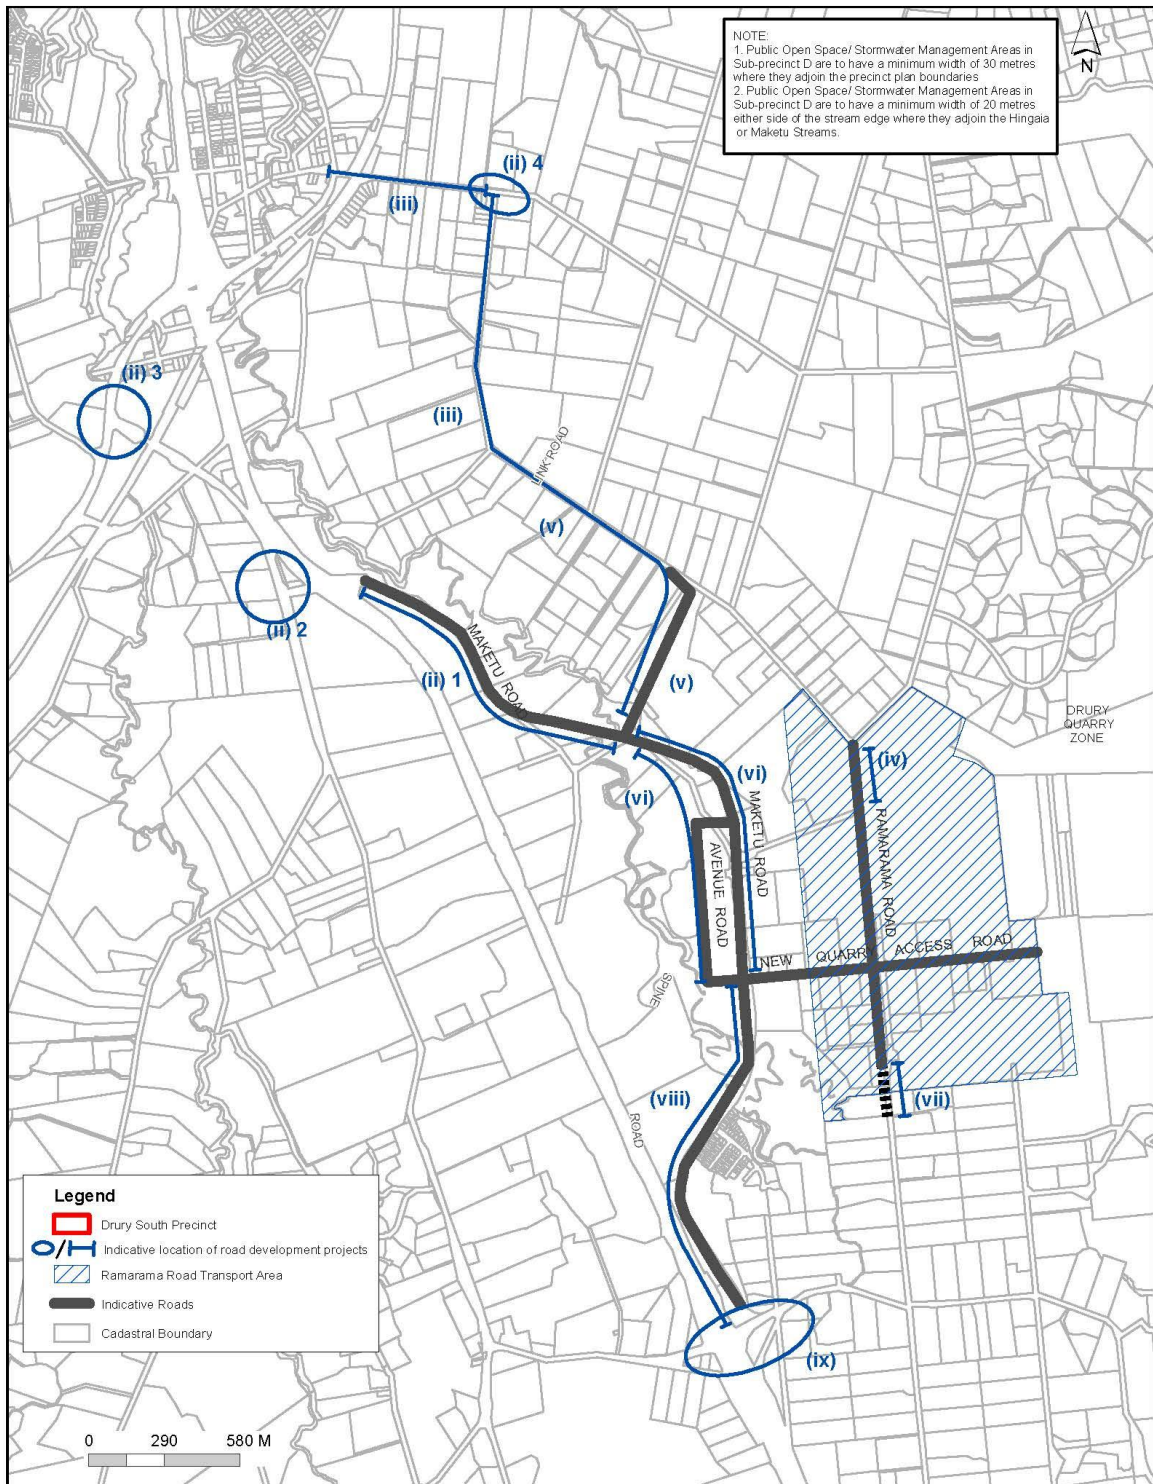 NOTE:
1. Public Open Space/ Stormwater Management Areas in
Sub-precinct D are to have a minimum width of 30 metres
where they adjoin the precinct plan boundaries
2. Public Open Space/ Stormwater Management Areas in
Sub-precinct D are to have a minimum width of 20 metres
either side of the stream edge where they adjoin the Hingaia
or Maketu Streams.
N
(ii) 4
(iii)
(ii) 3
(iii)
LINK ROAD
(v)
(ii) 2
MAKETU ROAD
(ii) 1
(v)
DRURY
QUARRY
ZONE
(iv)
(vi)
(vi)
MAKETU ROAD
RAMARAMA ROAD
AVENUE ROAD
NEW QUARRY ACCESS ROAD
SPINE
ROAD
(viii)
(vii)
(ix)
Legend
Drury South Precinct
/
Indicative location of road development projects
Ramarama Road Transport Area
Indicative Roads
Cadastral Boundary
0 290 580 M